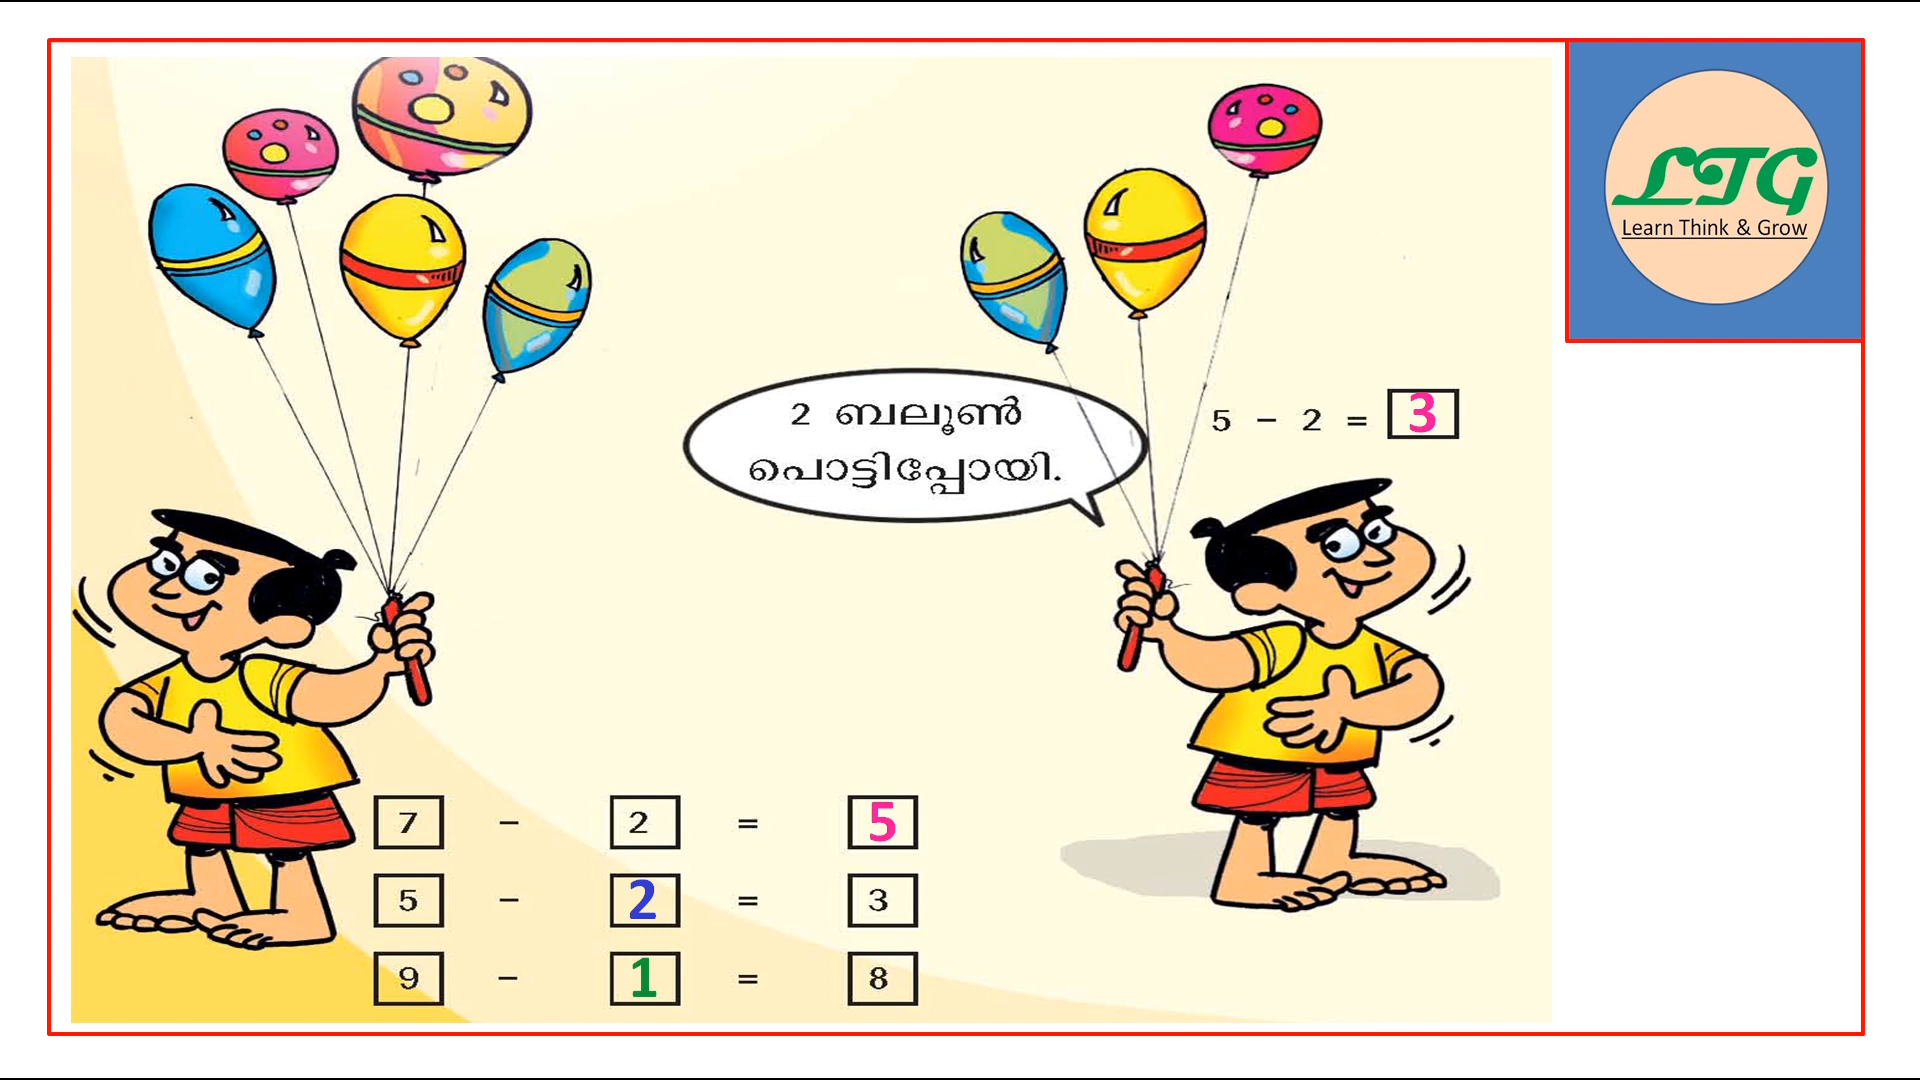 LTG
Learn Think & Grow
2 ബലൂൺ
പൊട്ടിപ്പോയി.
5 - 2 = 3
7 - 2 = 5
5 - 2 = 3
9 - 1 = 8